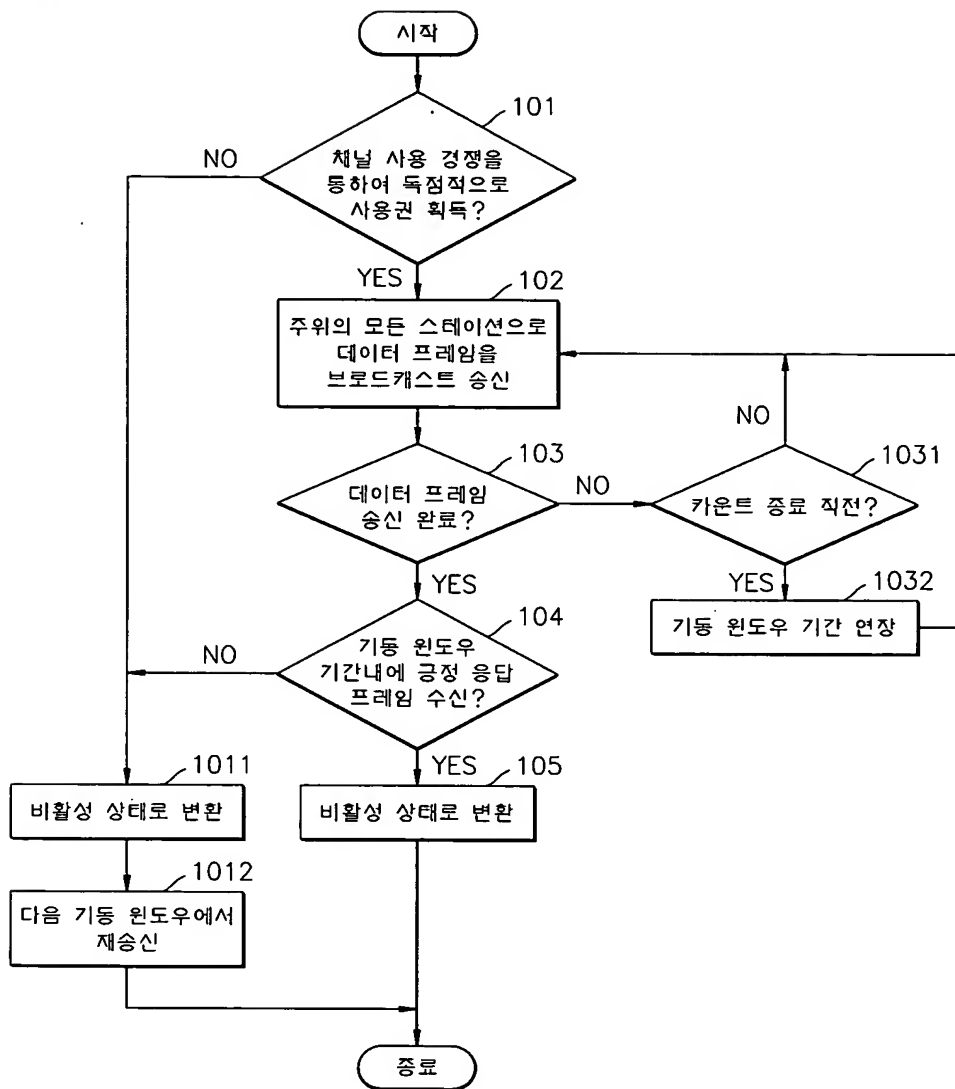 시작
101
채널 사용 경쟁을
통하여 독점적으로
사용권 획득?
NO
YES
102
주위의 모든 스테이션으로
데이터 프레임을
브로드캐스트 송신
NO
103
데이터 프레임
송신 완료?
NO
1031
카운트 종료 직전?
YES
YES
1032
기동 윈도우 기간 연장
104
기동 윈도우
기간내에 긍정 응답
프레임 수신?
NO
YES
1011
비활성 상태로 변환
105
비활성 상태로 변환
1012
다음 기동 윈도우에서
재송신
종료